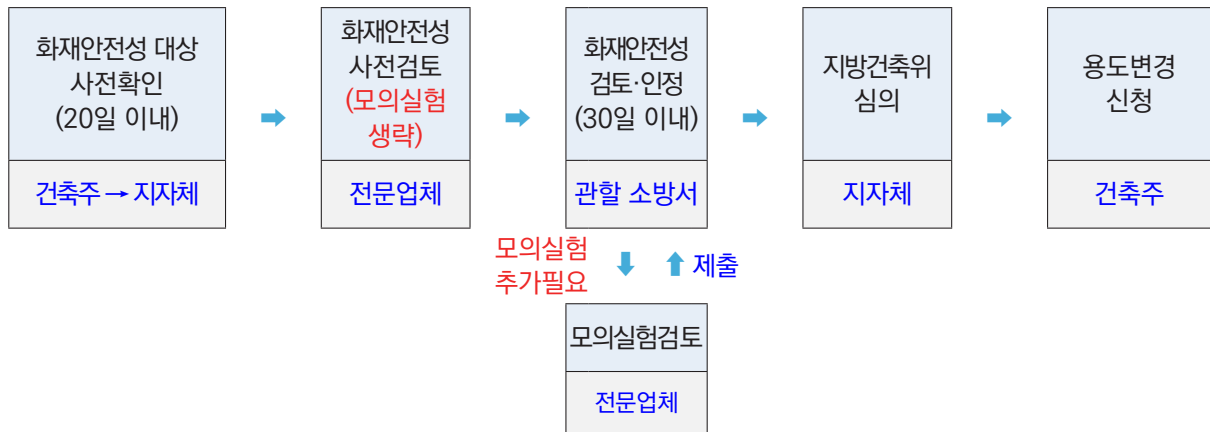 화재안전성 대상
사전확인
(20일 이내)
건축주 → 지자체
화재안전성
사전검토
(모의실험
생략)
전문업체
화재안전성
검토·인정
(30일 이내)
관할 소방서
지방건축위
심의
지자체
용도변경
신청
건축주
모의실험
추가필요
제출
모의실험검토
전문업체